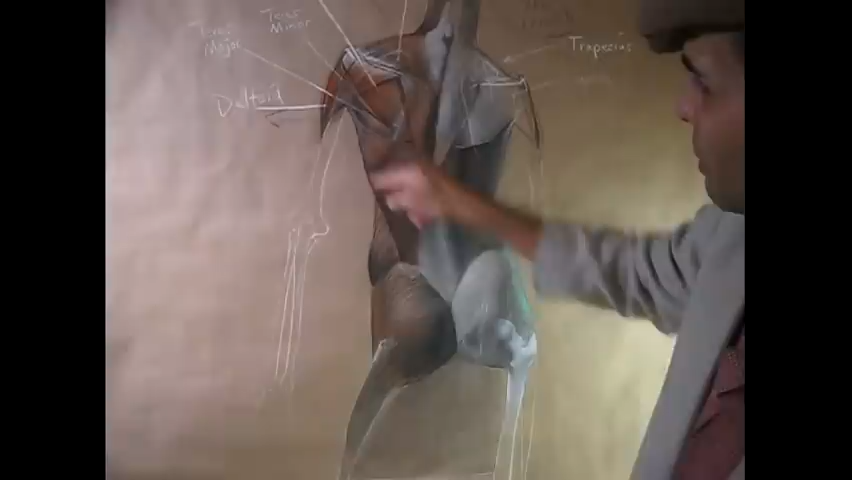 Teres
Major
Teres
Minor
Deltoid
Trapezius